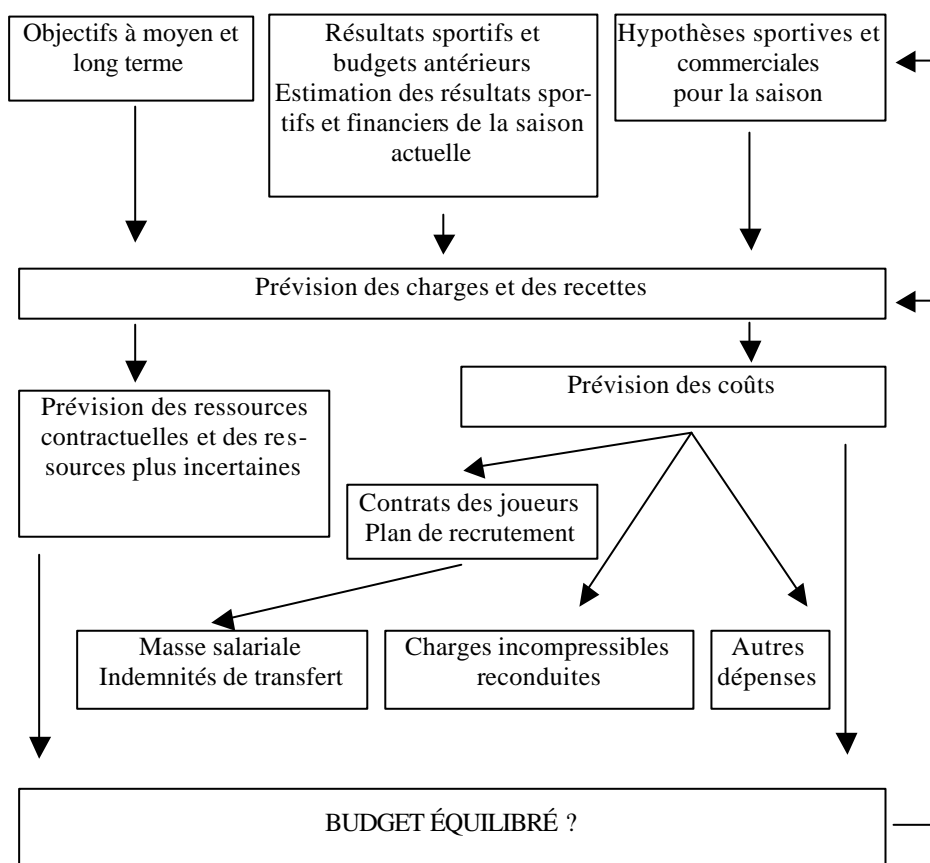 Objectifs à moyen et
long terme
Résultats sportifs et
budgets antérieurs
Estimation des résultats spor-
tifs et financiers de la saison
actuelle
Hypothèses sportives et
commerciales
pour la saison
Prévision des charges et des recettes
Prévision des ressources
contractuelles et des res-
sources plus incertaines
Prévision des coûts
Contrats des joueurs
Plan de recrutement
Masse salariale
Indemnités de transfert
Charges incompressibles
reconduites
Autres
dépenses
BUDGET ÉQUILIBRÉ ?